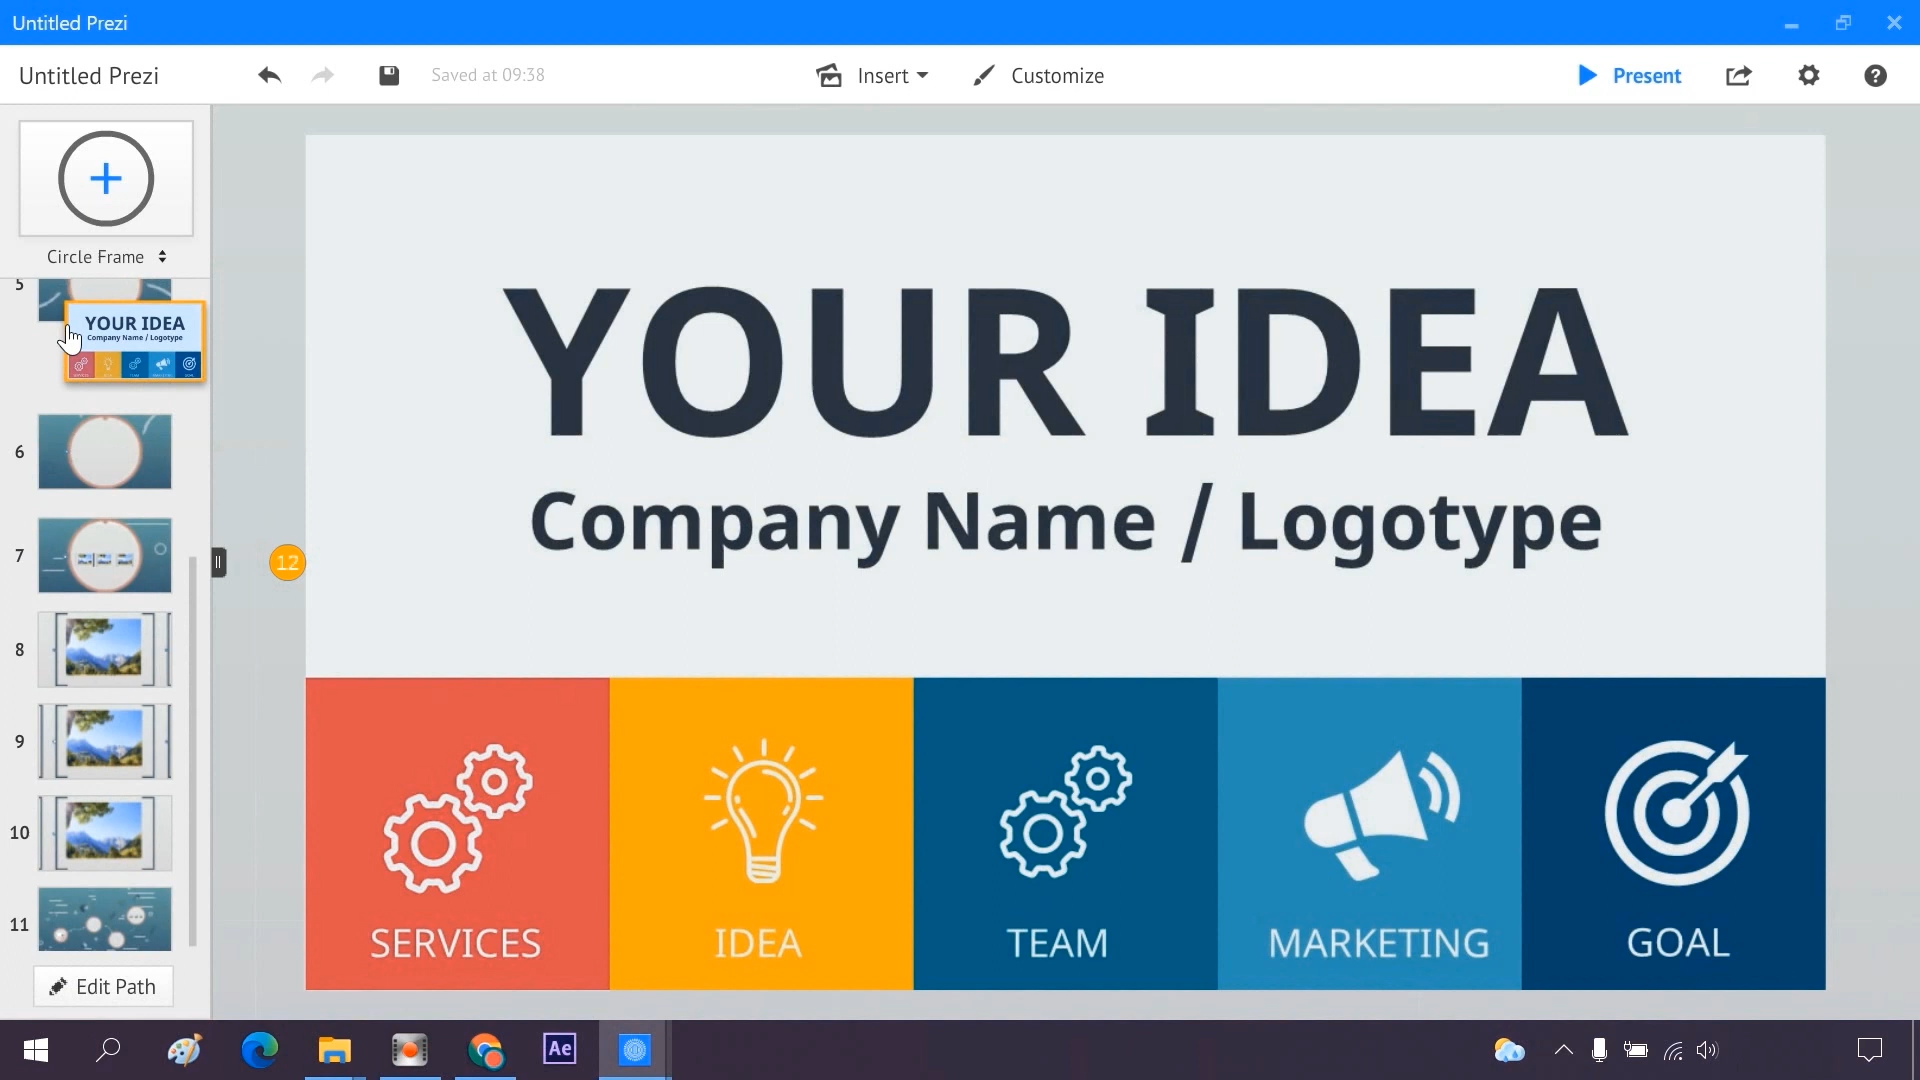 Untitled Prezi
Untitled Prezi
Saved at 09:38
Insert
Customize
Present
Circle Frame
5
YOUR IDEA
Company Name / Logotype
6
7
8
9
10
11
Edit Path
12
YOUR IDEA
Company Name / Logotype
SERVICES
IDEA
TEAM
MARKETING
GOAL
Ae